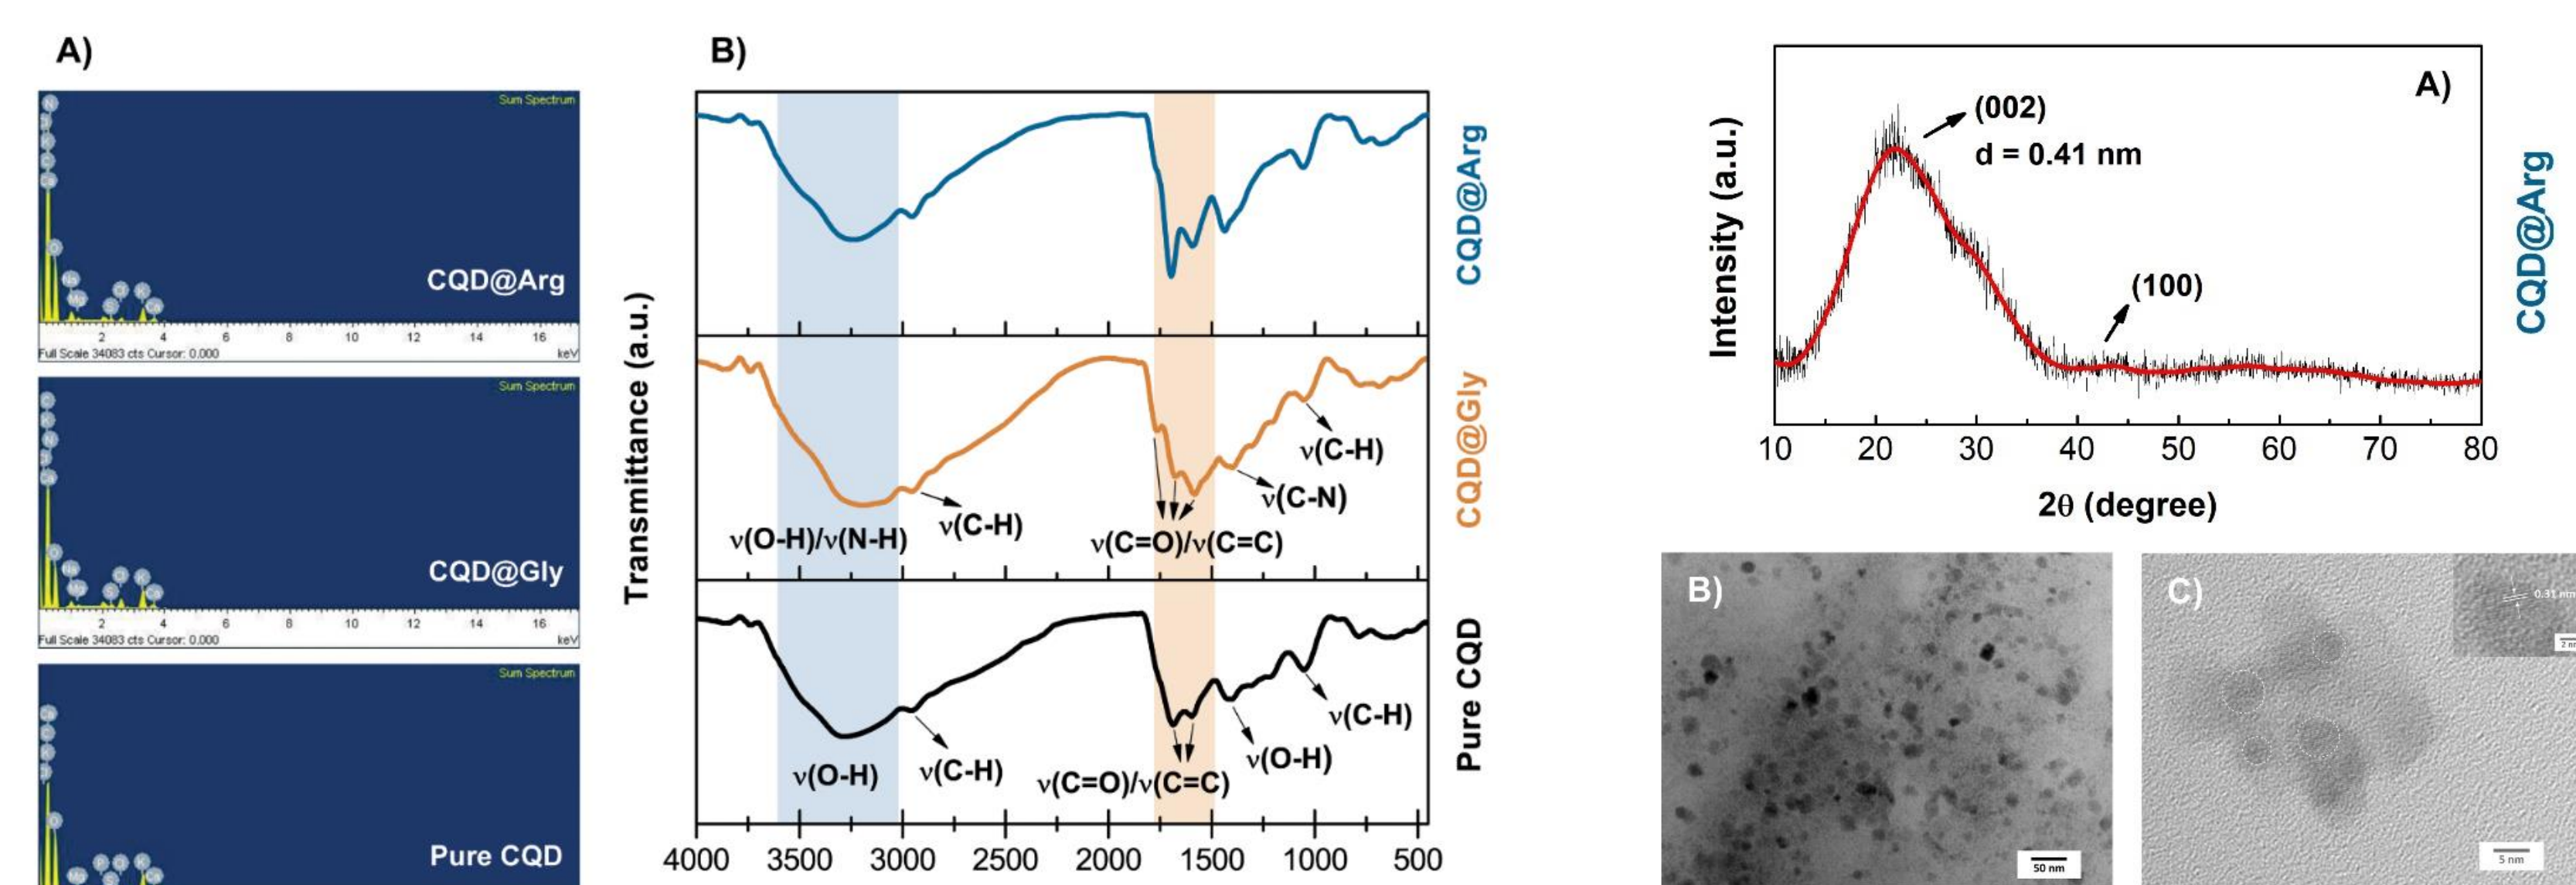 A)
Sum Spectrum
CQD@Arg
2 4 6 8 10 12 14 16
Full Scale 34083 cts Cursor: 0.000 keV
Sum Spectrum
CQD@Gly
2 4 6 8 10 12 14 16
Full Scale 34083 cts Cursor: 0.000 keV
Sum Spectrum
Pure CQD
B)
Transmittance (a.u.)
CQD@Arg
CQD@Gly
ν(O-H)/ν(N-H)
ν(C-H)
ν(C=O)/ν(C=C)
ν(C-N)
ν(C-H)
Pure CQD
ν(O-H)
ν(C-H)
ν(C=O)/ν(C=C)
ν(O-H)
ν(C-H)
4000 3500 3000 2500 2000 1500 1000 500
A)
Intensity (a.u.)
(002)
d = 0.41 nm
(100)
CQD@Arg
10 20 30 40 50 60 70 80
2θ (degree)
B)
50 nm
C)
0.31 nm
5 nm